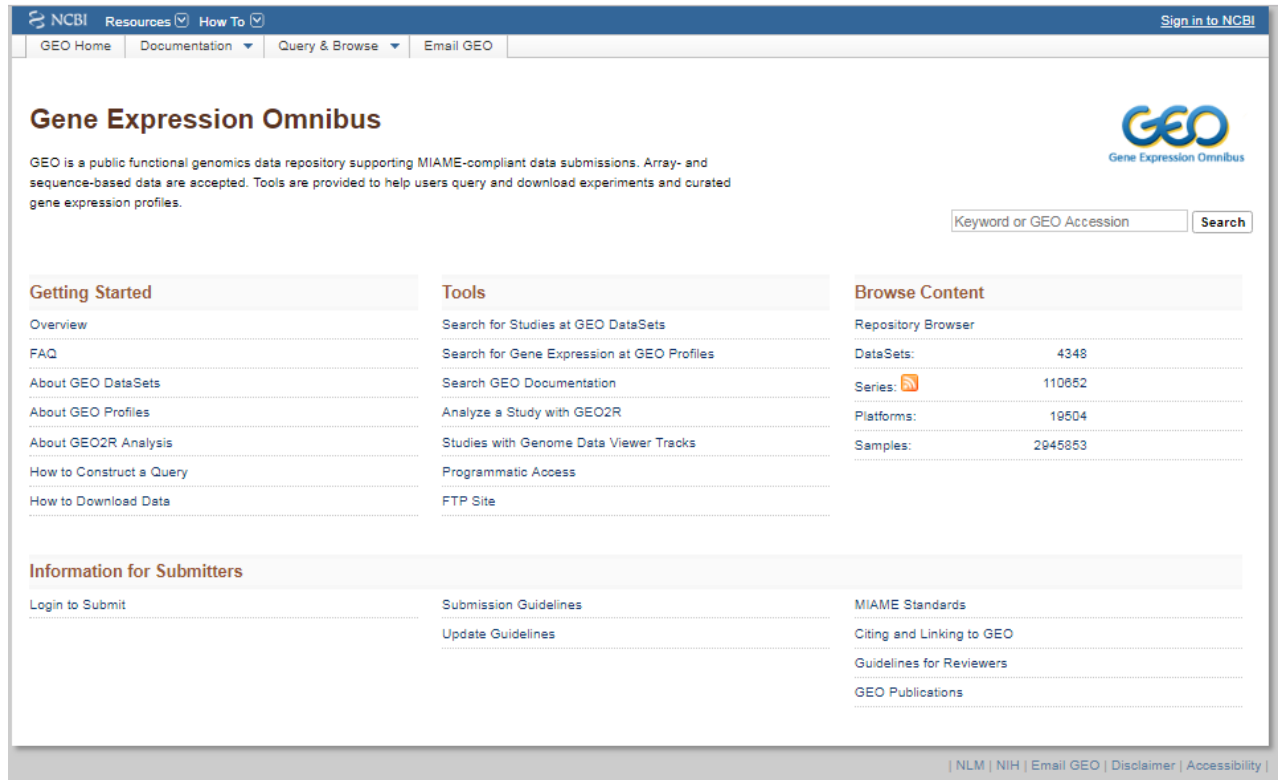 NCBI Resources How To Sign in to NCBI
GEO Home Documentation Query & Browse Email GEO
Gene Expression Omnibus
GEO
Gene Expression Omnibus
GEO is a public functional genomics data repository supporting MIAME-compliant data submissions. Array- and
sequence-based data are accepted. Tools are provided to help users query and download experiments and curated
gene expression profiles.
Keyword or GEO Accession Search
Getting Started
Overview
FAQ
About GEO DataSets
About GEO Profiles
About GEO2R Analysis
How to Construct a Query
How to Download Data
Tools
Search for Studies at GEO DataSets
Search for Gene Expression at GEO Profiles
Search GEO Documentation
Analyze a Study with GEO2R
Studies with Genome Data Viewer Tracks
Programmatic Access
FTP Site
Browse Content
Repository Browser
DataSets: 4348
Series: 110652
Platforms: 19504
Samples: 2945853
Information for Submitters
Login to Submit
Submission Guidelines
Update Guidelines
MIAME Standards
Citing and Linking to GEO
Guidelines for Reviewers
GEO Publications
| NLM | NIH | Email GEO | Disclaimer | Accessibility |